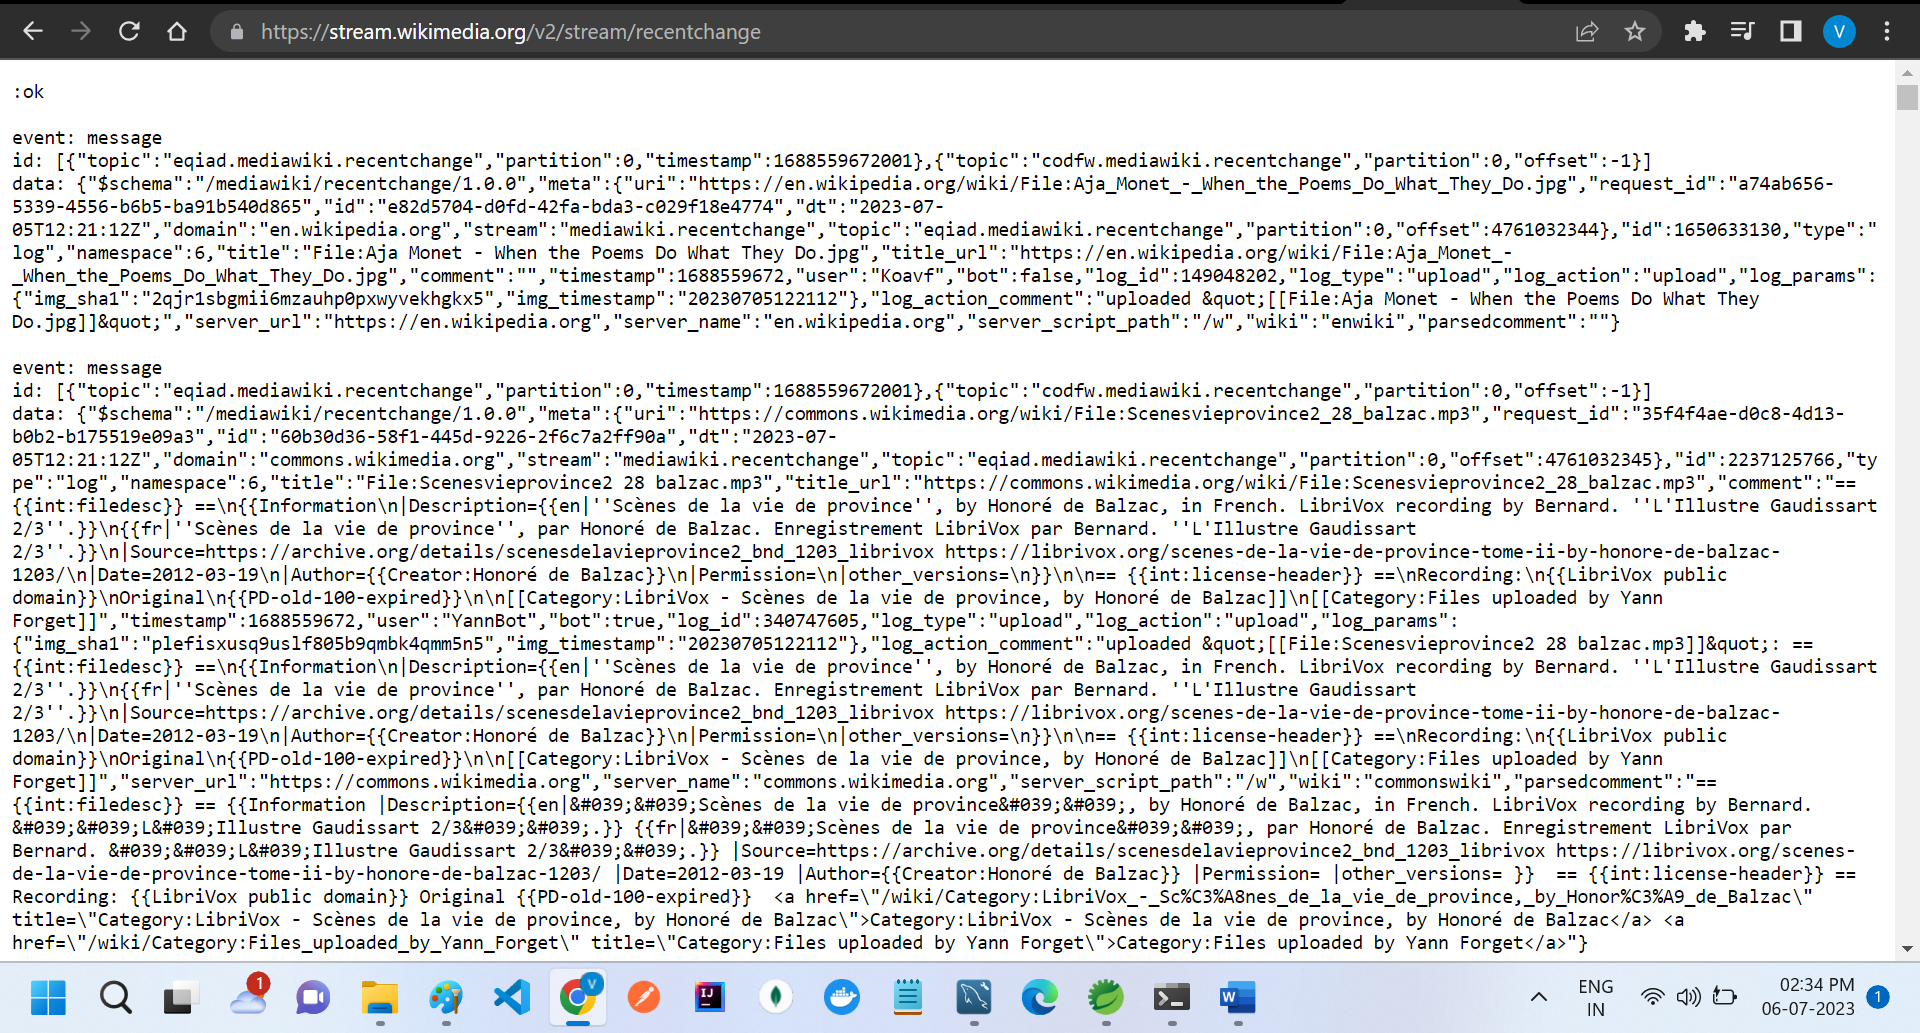 https://stream.wikimedia.org/v2/stream/recentchange
V
:ok
event: message
id: [{"topic":"eqiad.mediawiki.recentchange","partition":0,"timestamp":1688559672001},{"topic":"codfw.mediawiki.recentchange","partition":0,"offset":-1}]
data: {"$schema":"/mediawiki/recentchange/1.0.0","meta":{"uri":"https://en.wikipedia.org/wiki/File:Aja_Monet_-_When_the_Poems_Do_What_They_Do.jpg","request_id":"a74ab656-
5339-4556-b6b5-ba91b540d865","id":"e82d5704-d0fd-42fa-bda3-c029f18e4774","dt":"2023-07-
05T12:21:12Z","domain":"en.wikipedia.org","stream":"mediawiki.recentchange","topic":"eqiad.mediawiki.recentchange","partition":0,"offset":4761032344},"id":1650633130,"type":"
log","namespace":6,"title":"File:Aja Monet - When the Poems Do What They Do.jpg","title_url":"https://en.wikipedia.org/wiki/File:Aja_Monet_-
_When_the_Poems_Do_What_They_Do.jpg","comment":"","timestamp":1688559672,"user":"Koavf","bot":false,"log_id":149048202,"log_type":"upload","log_action":"upload","log_params":
{"img_sha1":"2qjr1sbgmii6mzauhp0pxwyvekhgkx5","img_timestamp":"20230705122112"},"log_action_comment":"uploaded &quot;[[File:Aja Monet - When the Poems Do What They
Do.jpg]]&quot;","server_url":"https://en.wikipedia.org","server_name":"en.wikipedia.org","server_script_path":"/w","wiki":"enwiki","parsedcomment":""}
event: message
id: [{"topic":"eqiad.mediawiki.recentchange","partition":0,"timestamp":1688559672001},{"topic":"codfw.mediawiki.recentchange","partition":0,"offset":-1}]
data: {"$schema":"/mediawiki/recentchange/1.0.0","meta":{"uri":"https://commons.wikimedia.org/wiki/File:Scenesvieprovince2_28_balzac.mp3","request_id":"35f4f4ae-d0c8-4d13-
b0b2-b175519e09a3","id":"60b30d36-58f1-445d-9226-2f6c7a2ff90a","dt":"2023-07-
05T12:21:12Z","domain":"commons.wikimedia.org","stream":"mediawiki.recentchange","topic":"eqiad.mediawiki.recentchange","partition":0,"offset":4761032345},"id":2237125766,"ty
pe":"log","namespace":6,"title":"File:Scenesvieprovince2 28 balzac.mp3","title_url":"https://commons.wikimedia.org/wiki/File:Scenesvieprovince2_28_balzac.mp3","comment":"==
{{int:filedesc}} ==\n{{Information\n|Description={{en|''Scènes de la vie de province'', by Honoré de Balzac, in French. LibriVox recording by Bernard. ''L'Illustre Gaudissart
2/3''.}}\n{{fr|''Scènes de la vie de province'', par Honoré de Balzac. Enregistrement LibriVox par Bernard. ''L'Illustre Gaudissart
2/3''.}}\n|Source=https://archive.org/details/scenesdelavieprovince2_bnd_1203_librivox https://librivox.org/scenes-de-la-vie-de-province-tome-ii-by-honore-de-balzac-
1203/\n|Date=2012-03-19\n|Author={{Creator:Honoré de Balzac}}\n|Permission=\n|other_versions=\n}}\n\n== {{int:license-header}} ==\nRecording:\n{{LibriVox public
domain}}\nOriginal\n{{PD-old-100-expired}}\n\n[[Category:LibriVox - Scènes de la vie de province, by Honoré de Balzac]]\n[[Category:Files uploaded by Yann
Forget]]","timestamp":1688559672,"user":"YannBot","bot":true,"log_id":340747605,"log_type":"upload","log_action":"upload","log_params":
{"img_sha1":"plefisxusq9uslf805b9qmbk4qmm5n5","img_timestamp":"20230705122112"},"log_action_comment":"uploaded &quot;[[File:Scenesvieprovince2 28 balzac.mp3]]&quot;: ==
{{int:filedesc}} ==\n{{Information\n|Description={{en|''Scènes de la vie de province'', by Honoré de Balzac, in French. LibriVox recording by Bernard. ''L'Illustre Gaudissart
2/3''.}}\n{{fr|''Scènes de la vie de province'', par Honoré de Balzac. Enregistrement LibriVox par Bernard. ''L'Illustre Gaudissart
2/3''.}}\n|Source=https://archive.org/details/scenesdelavieprovince2_bnd_1203_librivox https://librivox.org/scenes-de-la-vie-de-province-tome-ii-by-honore-de-balzac-
1203/\n|Date=2012-03-19\n|Author={{Creator:Honoré de Balzac}}\n|Permission=\n|other_versions=\n}}\n\n== {{int:license-header}} ==\nRecording:\n{{LibriVox public
domain}}\nOriginal\n{{PD-old-100-expired}}\n\n[[Category:LibriVox - Scènes de la vie de province, by Honoré de Balzac]]\n[[Category:Files uploaded by Yann
Forget]]","server_url":"https://commons.wikimedia.org","server_name":"commons.wikimedia.org","server_script_path":"/w","wiki":"commonswiki","parsedcomment":"==
{{int:filedesc}} == {{Information |Description={{en|&#039;&#039;Scènes de la vie de province&#039;&#039;, by Honoré de Balzac, in French. LibriVox recording by Bernard.
&#039;&#039;L&#039;Illustre Gaudissart 2/3&#039;&#039;.}} {{fr|&#039;&#039;Scènes de la vie de province&#039;&#039;, par Honoré de Balzac. Enregistrement LibriVox par
Bernard. &#039;&#039;L&#039;Illustre Gaudissart 2/3&#039;&#039;.}} |Source=https://archive.org/details/scenesdelavieprovince2_bnd_1203_librivox https://librivox.org/scenes-
de-la-vie-de-province-tome-ii-by-honore-de-balzac-1203/ |Date=2012-03-19 |Author={{Creator:Honoré de Balzac}} |Permission= |other_versions= }}  == {{int:license-header}} ==
Recording: {{LibriVox public domain}} Original {{PD-old-100-expired}}  <a href=\"/wiki/Category:LibriVox_-_Sc%C3%A8nes_de_la_vie_de_province,_by_Honor%C3%A9_de_Balzac\"
title=\"Category:LibriVox - Scènes de la vie de province, by Honoré de Balzac\">Category:LibriVox - Scènes de la vie de province, by Honoré de Balzac</a> <a
href=\"/wiki/Category:Files_uploaded_by_Yann_Forget\" title=\"Category:Files uploaded by Yann Forget\">Category:Files uploaded by Yann Forget</a>"}
1
V
IJ
W
ENG
IN
02:34 PM
06-07-2023
1